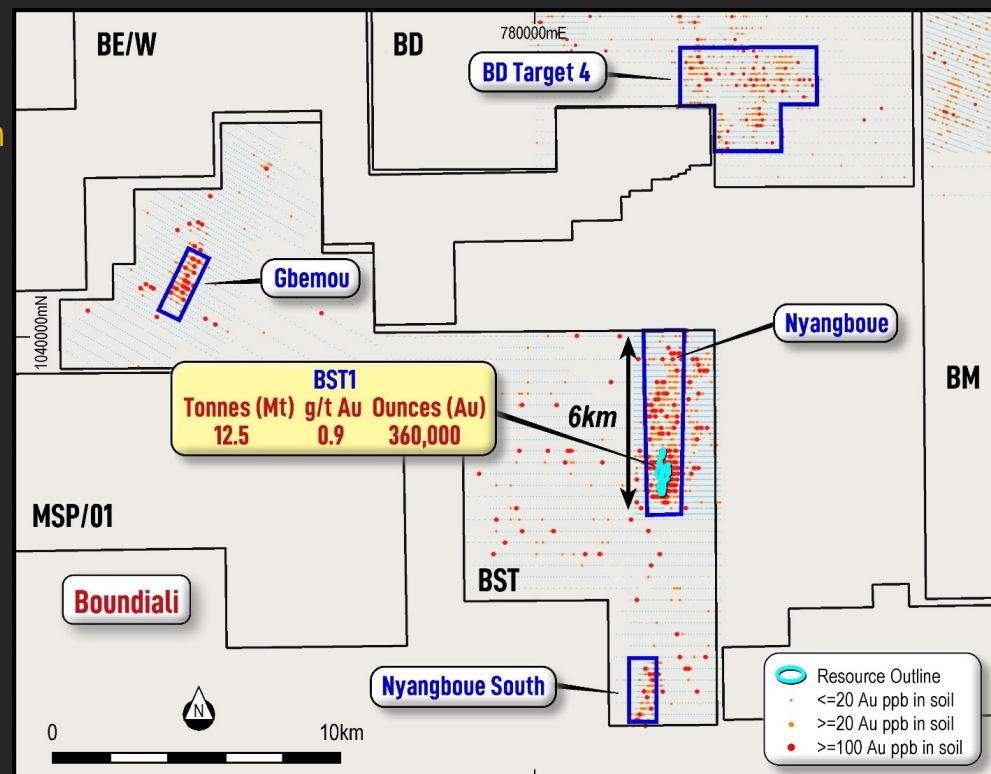 BE/W
BD
780000mE
BD Target 4
n
Gbemou
1040000mN
Nyangboue
BM
BST1
Tonnes (Mt) g/t Au Ounces (Au)
12.5 0.9 360,000
6km
MSP/01
BST
Boundiali
Nyangboue South
N
0 10km
Resource Outline
<=20 Au ppb in soil
>=20 Au ppb in soil
>=100 Au ppb in soil